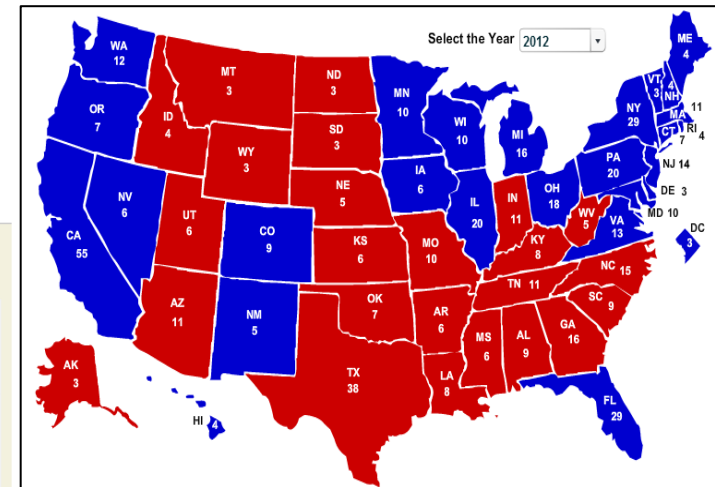 Select the Year 2012
WA
12
OR
7
CA
55
NV
6
ID
4
MT
3
WY
3
UT
6
AZ
11
CO
9
NM
5
ND
3
SD
3
NE
5
KS
6
OK
7
TX
38
MN
10
IA
6
MO
10
AR
6
LA
8
WI
10
IL
20
MI
16
IN
11
OH
18
KY
8
TN 11
MS
6
AL
9
GA
16
FL
29
SC
9
NC 15
VA
13
WV
5
PA
20
NY
29
VT
3
4
NH
ME
4
MA
11
RI 4
CT
7
NJ 14
DE 3
MD 10
DC
3
AK
3
HI
4